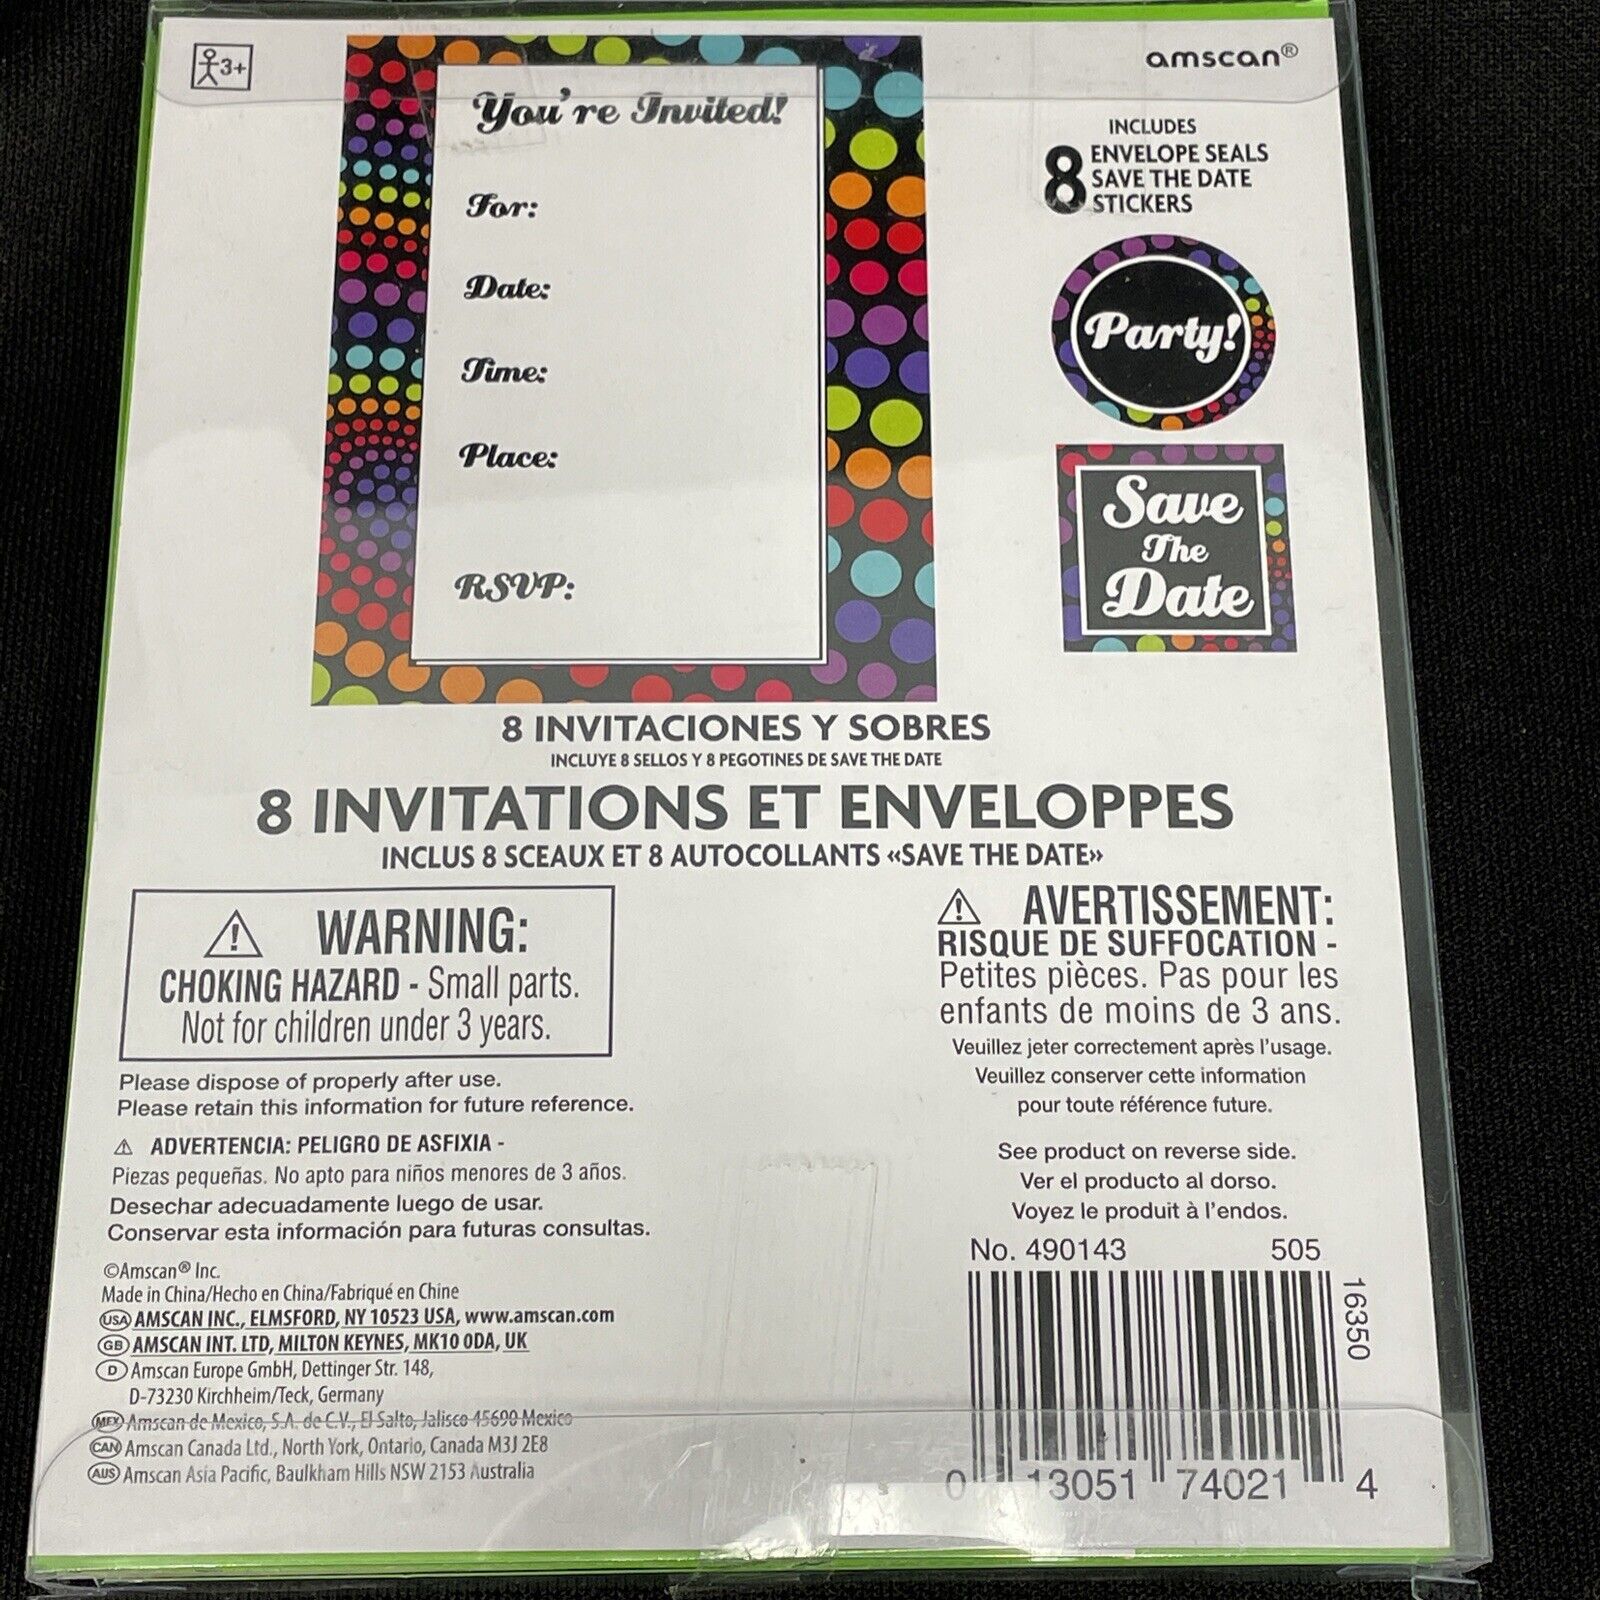 3+
amscan®
You're Invited!
For:
Date:
Time:
Place:
RSVP:
INCLUDES
8 ENVELOPE SEALS
SAVE THE DATE
STICKERS
Party!
Save
The
Date
8 INVITACIONES Y SOBRES
INCLUYE 8 SELLOS Y 8 PEGOTINES DE SAVE THE DATE
8 INVITATIONS ET ENVELOPPES
INCLUS 8 SCEAUX ET 8 AUTOCOLLANTS «SAVE THE DATE»
⚠ WARNING:
CHOKING HAZARD - Small parts.
Not for children under 3 years.
Please dispose of properly after use.
Please retain this information for future reference.
⚠ ADVERTENCIA: PELIGRO DE ASFIXIA -
Piezas pequeñas. No apto para niños menores de 3 años.
Desechar adecuadamente luego de usar.
Conservar esta información para futuras consultas.
©Amscan® Inc.
Made in China/Hecho en China/Fabriqué en Chine
USA AMSCAN INC., ELMSFORD, NY 10523 USA, www.amscan.com
GB AMSCAN INT. LTD, MILTON KEYNES, MK10 0DA, UK
D Amscan Europe GmbH, Dettinger Str. 148,
D-73230 Kirchheim/Teck, Germany
MEX Amscan de Mexico, S.A. de C.V., El Salto, Jalisco 45690 Mexico
CAN Amscan Canada Ltd., North York, Ontario, Canada M3J 2E8
AUS Amscan Asia Pacific, Baulkham Hills NSW 2153 Australia
⚠ AVERTISSEMENT:
RISQUE DE SUFFOCATION -
Petites pièces. Pas pour les
enfants de moins de 3 ans.
Veuillez jeter correctement après l'usage.
Veuillez conserver cette information
pour toute référence future.
See product on reverse side.
Ver el producto al dorso.
Voyez le produit à l'endos.
No. 490143 505
16350
0 13051 74021 4